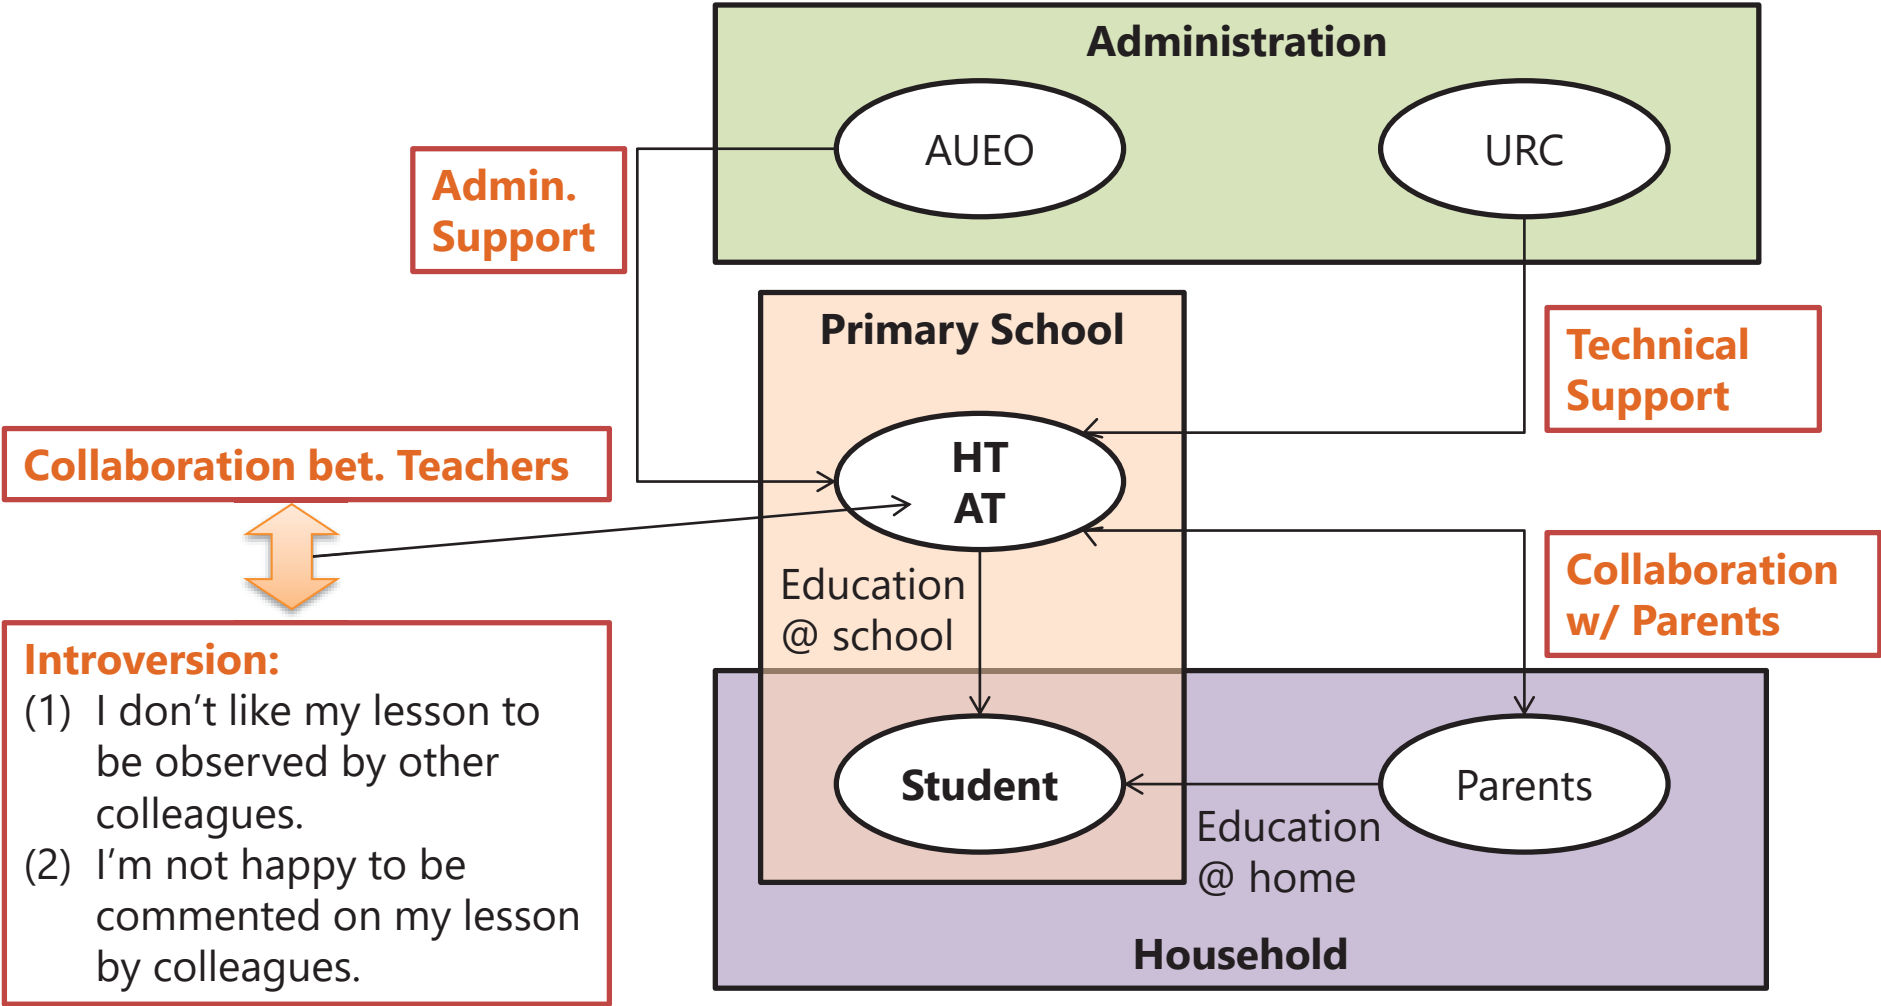 Administration
AUEO
URC
Admin.
Support
Primary School
Technical
Support
HT
AT
Collaboration bet. Teachers
Collaboration
w/ Parents
Education
@ school
Introversion:
(1) I don’t like my lesson to
be observed by other
colleagues.
(2) I’m not happy to be
commented on my lesson
by colleagues.
Student
Parents
Education
@ home
Household